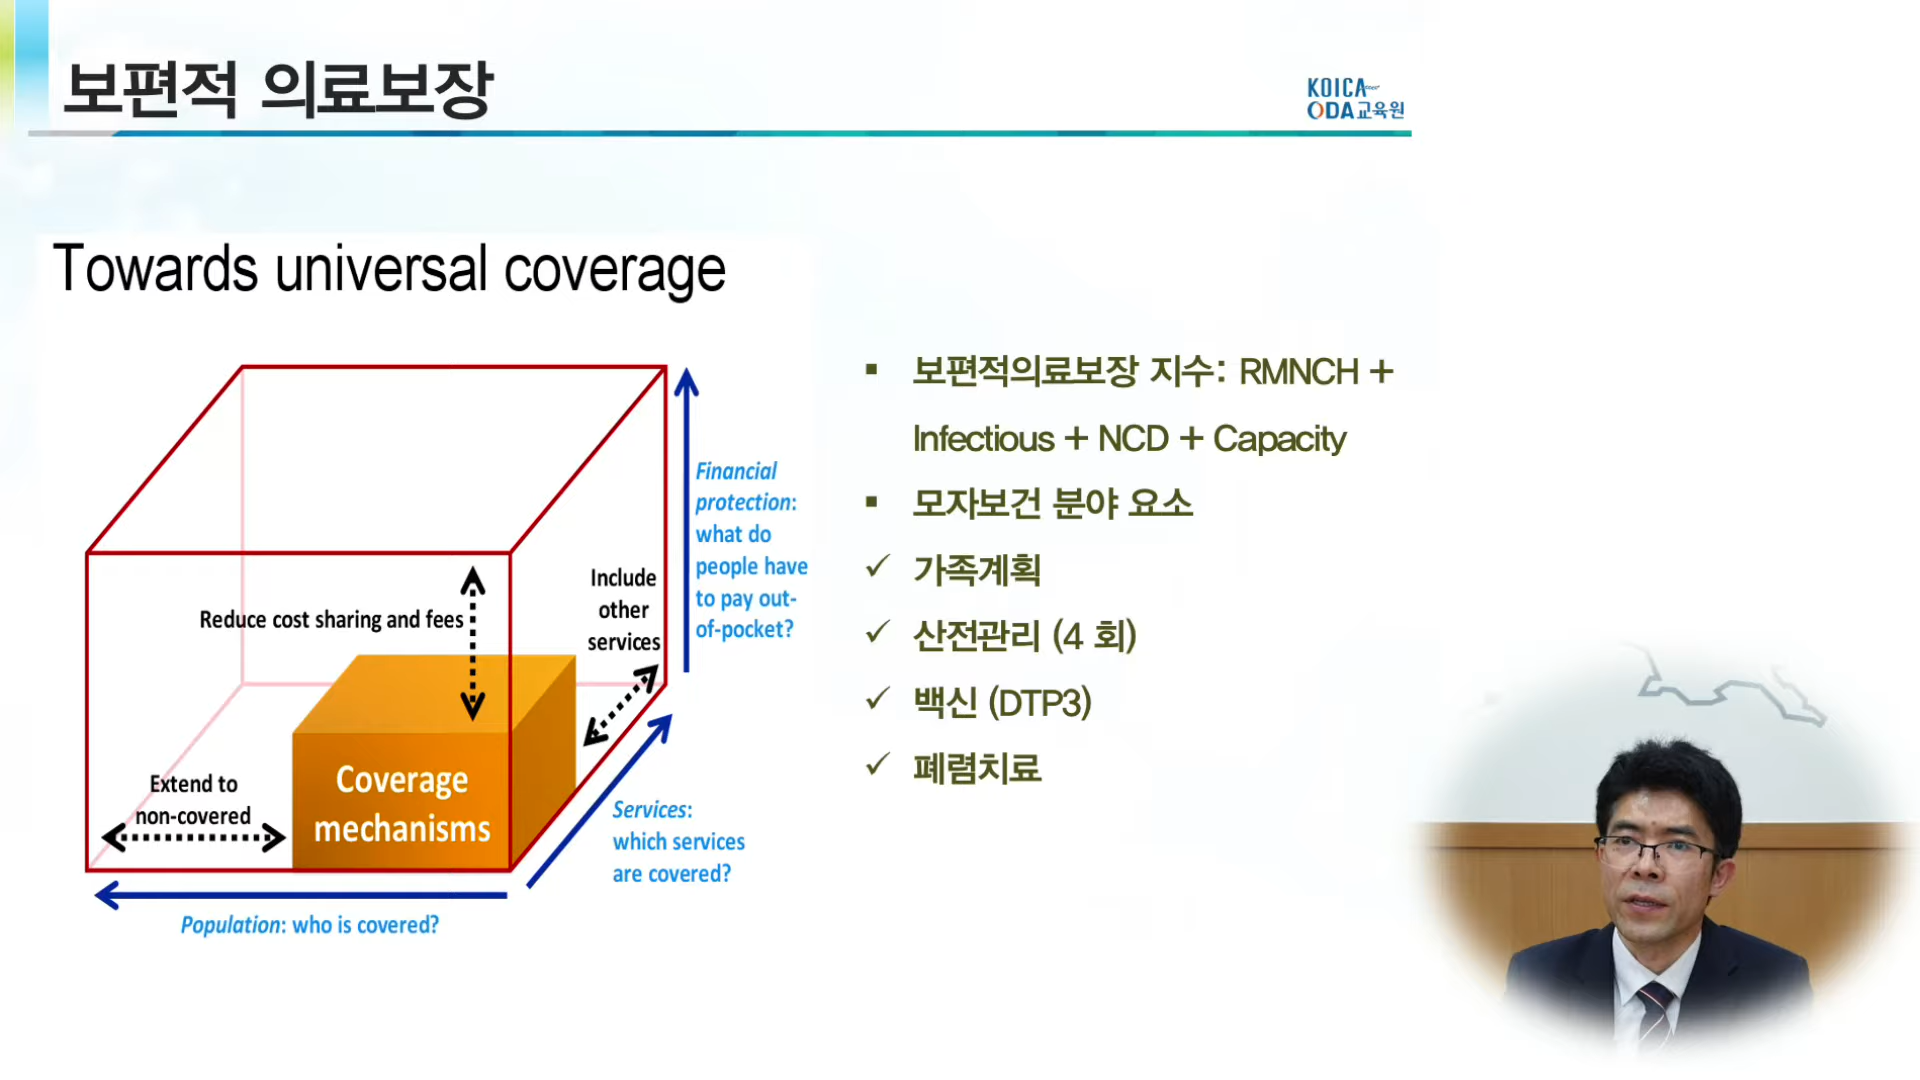 보편적 의료보장
KOICA
ODA교육원
Towards universal coverage
Financial
protection:
what do
people have
to pay out-
of-pocket?
Include
other
services
Reduce cost sharing and fees
Extend to
non-covered
Coverage
mechanisms
Services:
which services
are covered?
Population: who is covered?
▪ 보편적의료보장 지수: RMNCH +
Infectious + NCD + Capacity
▪ 모자보건 분야 요소
✓ 가족계획
✓ 산전관리 (4 회)
✓ 백신 (DTP3)
✓ 폐렴치료